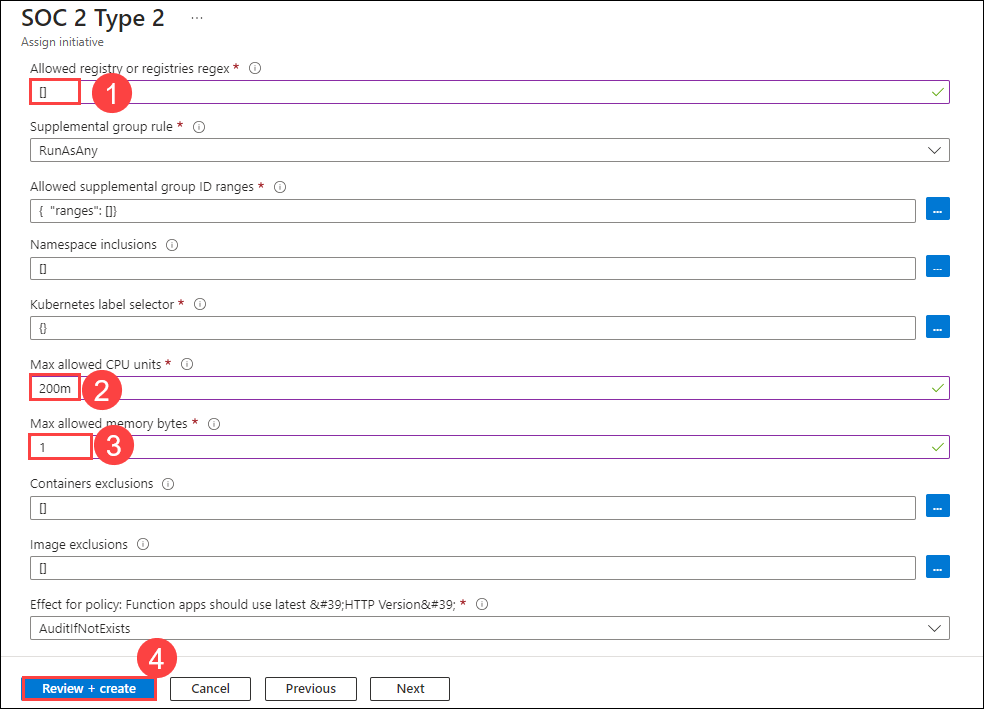 SOC 2 Type 2 ...
Assign initiative
Allowed registry or registries regex *
[] 1
Supplemental group rule *
RunAsAny
Allowed supplemental group ID ranges *
{ "ranges": []}
...
Namespace inclusions
[]
...
Kubernetes label selector *
{}
...
Max allowed CPU units *
200m 2
Max allowed memory bytes *
1 3
Containers exclusions
[]
...
Image exclusions
[]
...
Effect for policy: Function apps should use latest &#39;HTTP Version&#39; *
AuditIfNotExists
4
Review + create Cancel Previous Next